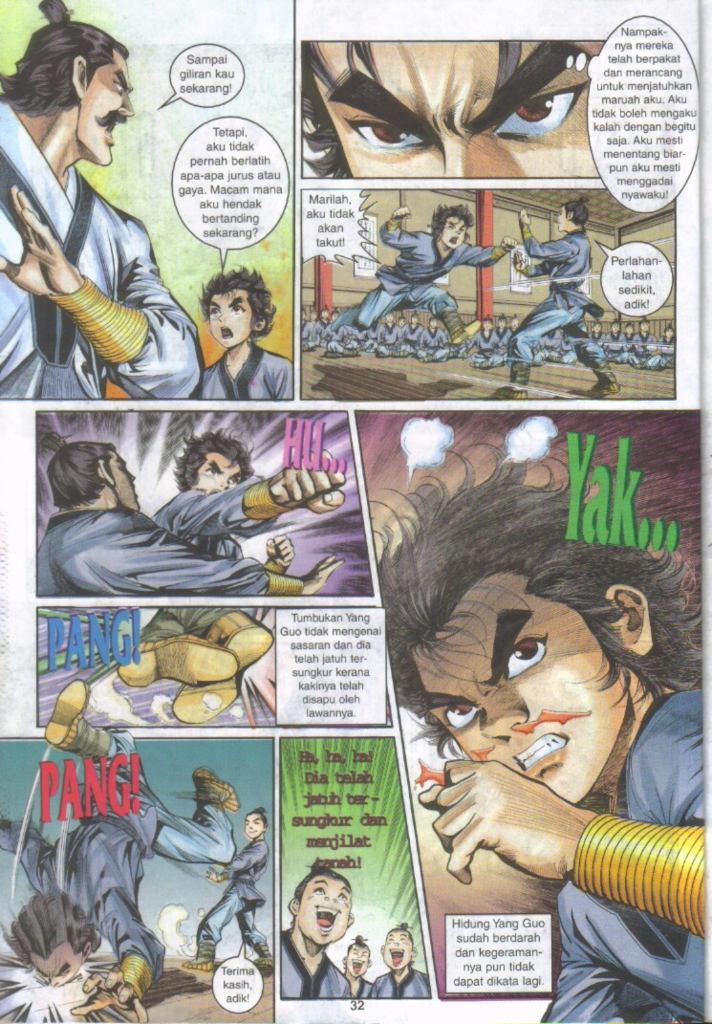 Sampai
giliran kau
sekarang!
Tetapi,
aku tidak
pernah berlatih
apa-apa jurus atau
gaya. Macam mana
aku hendak
bertanding
sekarang?
Nampak-
nya mereka
telah berpakat
dan merancang
untuk menjatuhkan
maruah aku. Aku
tidak boleh mengaku
kalah dengan begitu
saja. Aku mesti
menentang biar-
pun aku mesti
menggadai
nyawaku!
Marilah,
aku tidak
akan
takut!
Perlahan-
lahan
sedikit,
adik!
HU...
PANG!
Tumbukan Yang
Guo tidak mengenai
sasaran dan dia
telah jatuh ter-
sungkur kerana
kakinya telah
disapu oleh
lawannya.
Yak...
PANG!
Terima
kasih,
adik!
Ha, ha, ha!
Dia telah
jatuh ter-
sungkur dan
menjilat
tanah!
Hidung Yang Guo
sudah berdarah
dan kegeraman-
nya pun tidak
dapat dikata lagi.
32